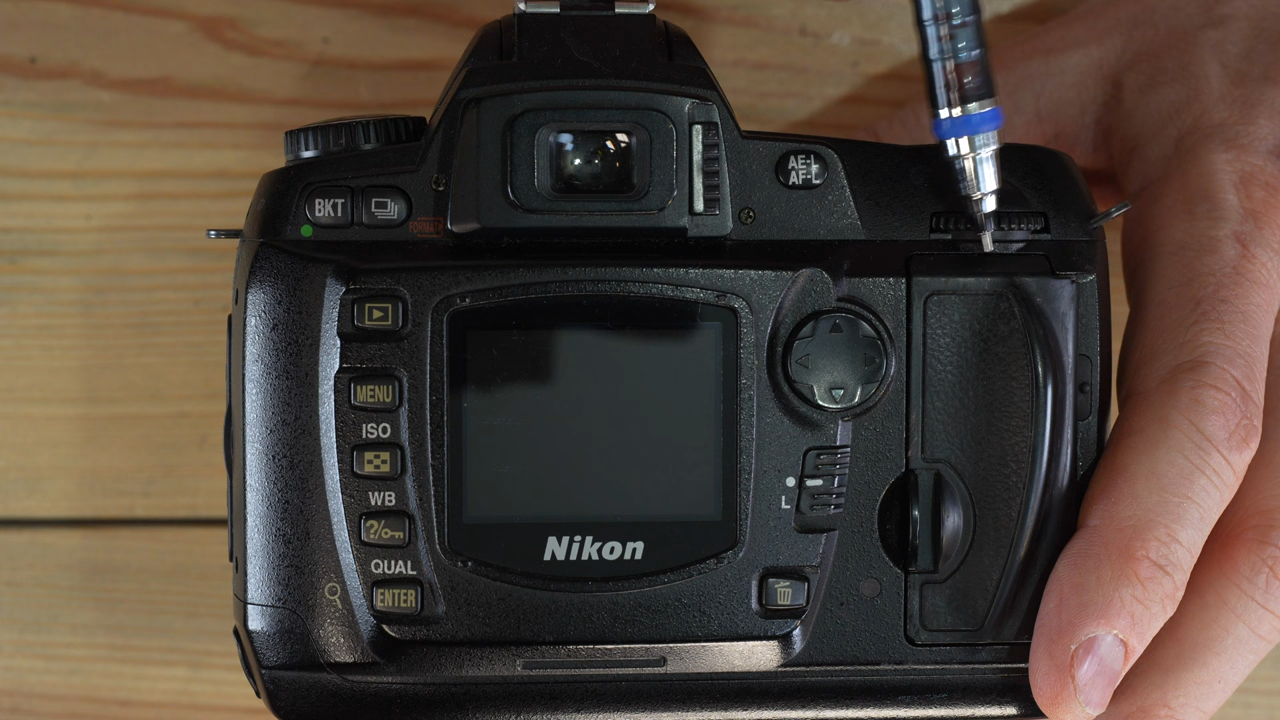 AE-L
AF-L
BKT
FORMAT
MENU
ISO
WB
?
QUAL
ENTER
L
Nikon